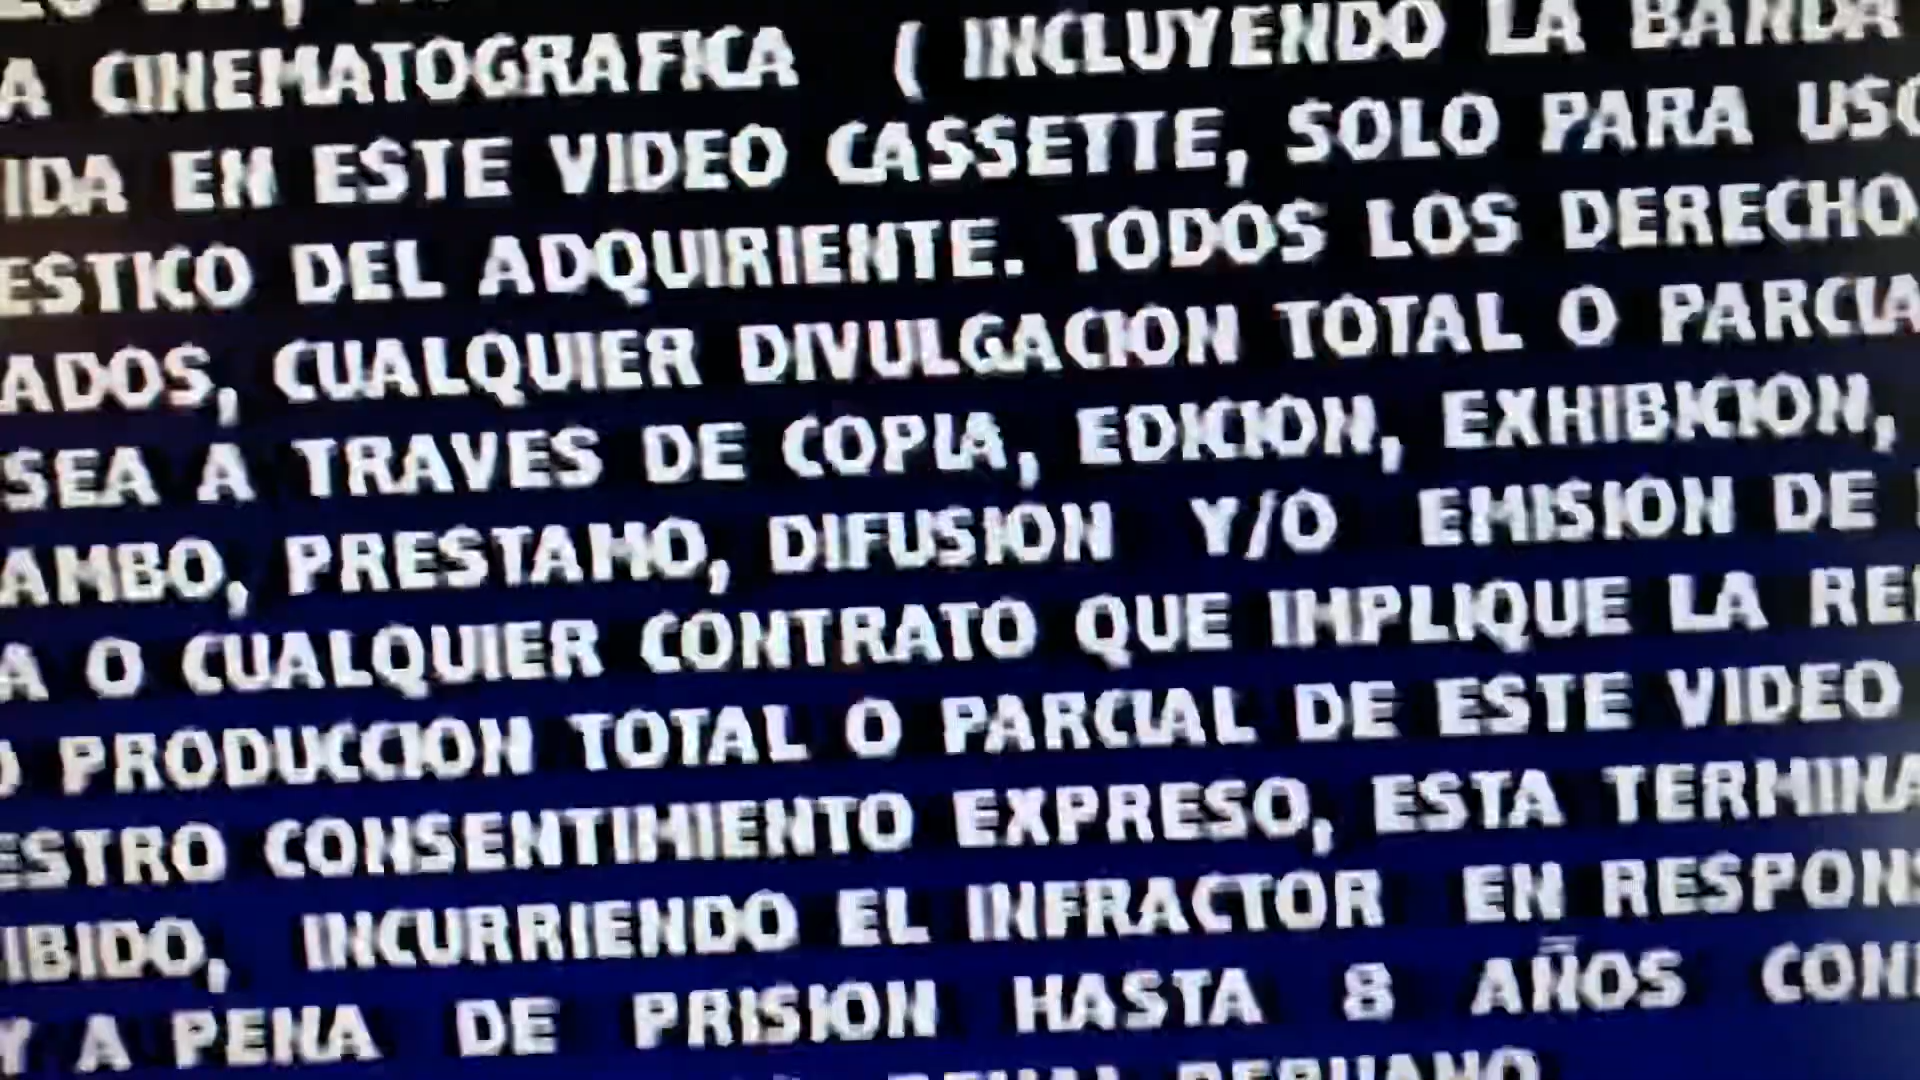 A CINEMATOGRAFICA ( INCLUYENDO LA BANDA
IDA EN ESTE VIDEO CASSETTE, SOLO PARA USO
ESTICO DEL ADQUIRIENTE. TODOS LOS DERECHO
ADOS, CUALQUIER DIVULGACION TOTAL O PARCIA
SEA A TRAVES DE COPIA, EDICION, EXHIBICION,
AMBO, PRESTAMO, DIFUSION Y/O EMISION DE
A O CUALQUIER CONTRATO QUE IMPLIQUE LA RE
O PRODUCCION TOTAL O PARCIAL DE ESTE VIDEO
ESTRO CONSENTIMIENTO EXPRESO, ESTA TERMINA
IBIDO, INCURRIENDO EL INFRACTOR EN RESPONS
Y A PENA DE PRISION HASTA 8 AÑOS CON
PENAL PERUANO